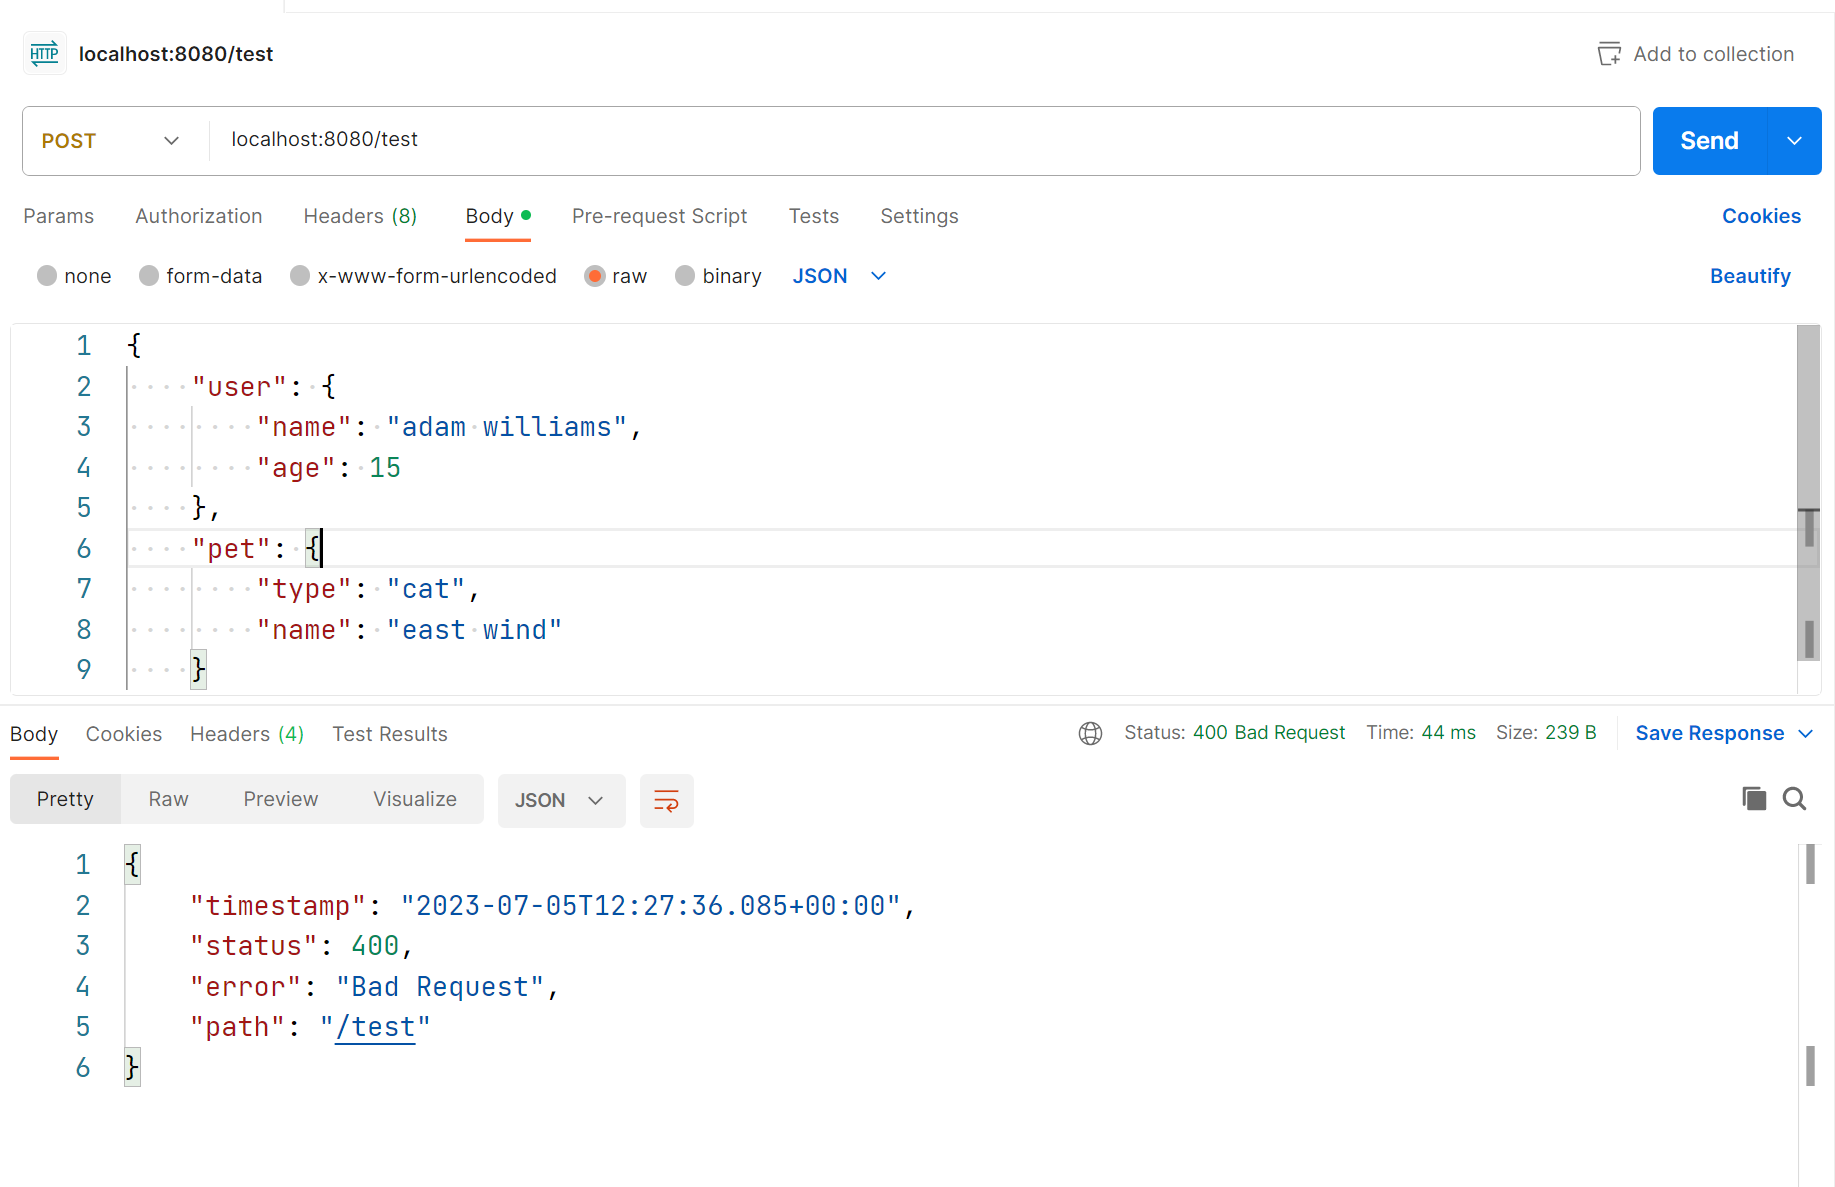 HTTP localhost:8080/test Add to collection
POST localhost:8080/test Send
Params Authorization Headers (8) Body Pre-request Script Tests Settings Cookies
none form-data x-www-form-urlencoded raw binary JSON Beautify
1 {
2 "user": {
3 "name": "adam williams",
4 "age": 15
5 },
6 "pet": {
7 "type": "cat",
8 "name": "east wind"
9 }
Body Cookies Headers (4) Test Results Status: 400 Bad Request Time: 44 ms Size: 239 B Save Response
Pretty Raw Preview Visualize JSON
1 {
2 "timestamp": "2023-07-05T12:27:36.085+00:00",
3 "status": 400,
4 "error": "Bad Request",
5 "path": "/test"
6 }